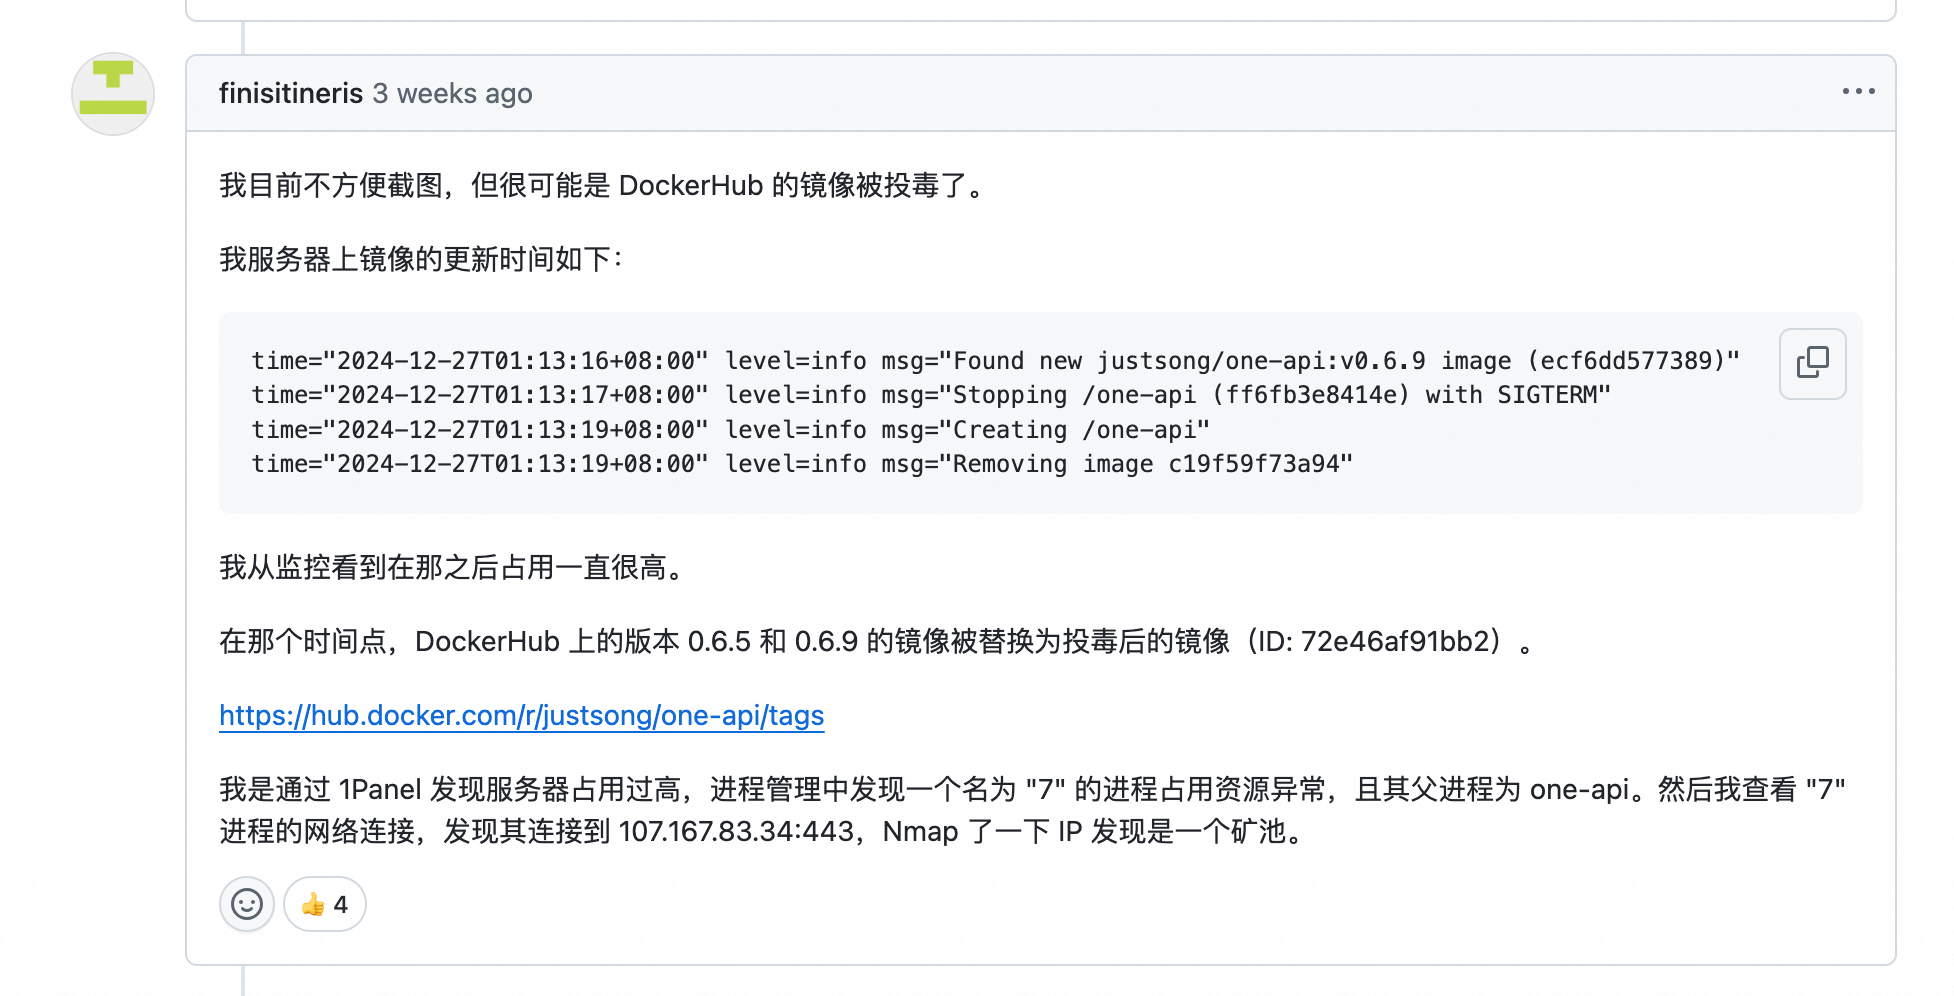 finisitineris 3 weeks ago
我目前不方便截图，但很可能是 DockerHub 的镜像被投毒了。
我服务器上镜像的更新时间如下：
time="2024-12-27T01:13:16+08:00" level=info msg="Found new justsong/one-api:v0.6.9 image (ecf6dd577389)"
time="2024-12-27T01:13:17+08:00" level=info msg="Stopping /one-api (ff6fb3e8414e) with SIGTERM"
time="2024-12-27T01:13:19+08:00" level=info msg="Creating /one-api"
time="2024-12-27T01:13:19+08:00" level=info msg="Removing image c19f59f73a94"
我从监控看到在那之后占用一直很高。
在那个时间点，DockerHub 上的版本 0.6.5 和 0.6.9 的镜像被替换为投毒后的镜像（ID: 72e46af91bb2）。
https://hub.docker.com/r/justsong/one-api/tags
我是通过 1Panel 发现服务器占用过高，进程管理中发现一个名为 "7" 的进程占用资源异常，且其父进程为 one-api。然后我查看 "7"
进程的网络连接，发现其连接到 107.167.83.34:443，Nmap 了一下 IP 发现是一个矿池。
👍 4